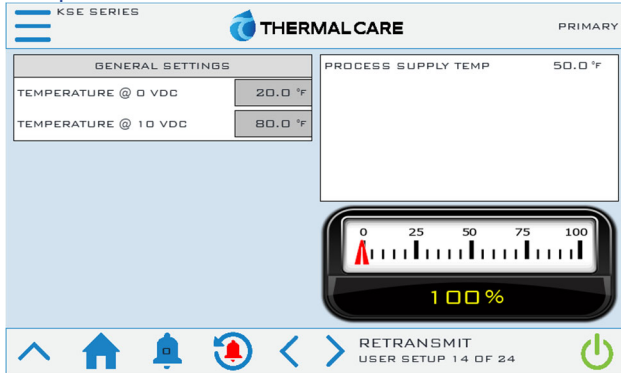 KSE SERIES
THERMALCARE
PRIMARY
GENERAL SETTINGS
TEMPERATURE @ 0 VDC 20.0 °F
TEMPERATURE @ 10 VDC 80.0 °F
PROCESS SUPPLY TEMP 50.0 °F
0 25 50 75 100
100%
0
RETRANSMIT
USER SETUP 14 OF 24